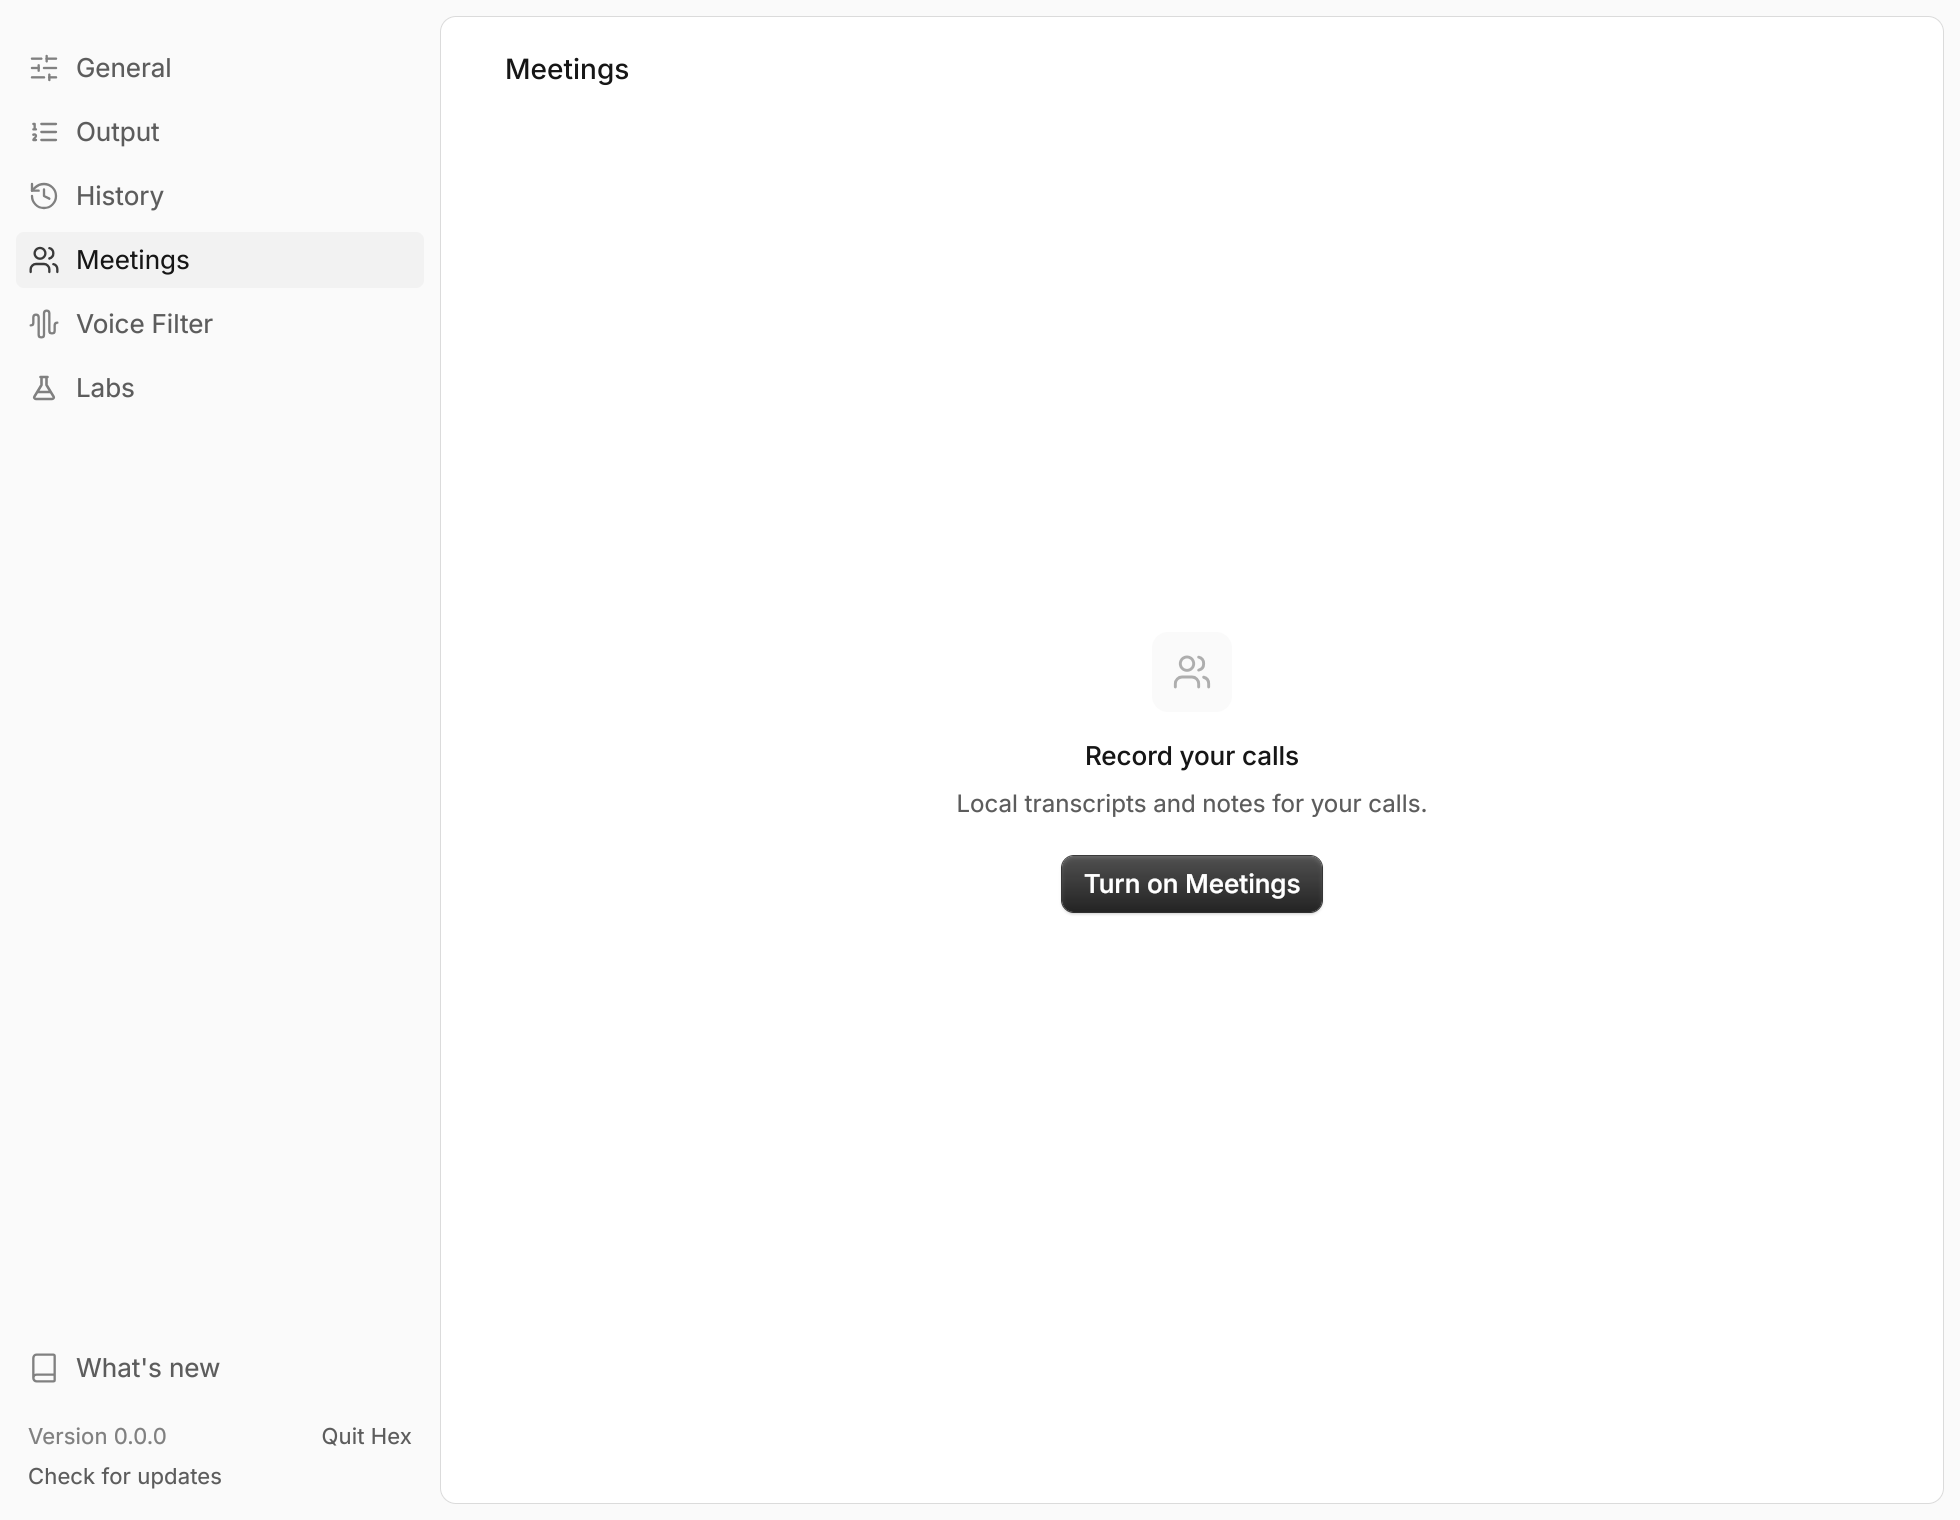 General
Output
History
Meetings
Voice Filter
Labs
What's new
Version 0.0.0
Quit Hex
Check for updates
Meetings
Record your calls
Local transcripts and notes for your calls.
Turn on Meetings